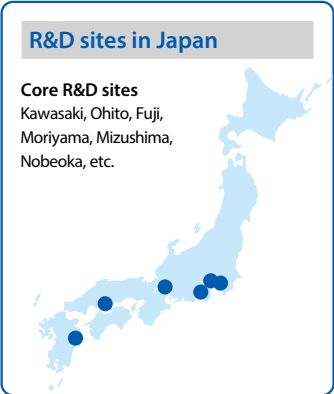 R&D sites in Japan
Core R&D sites
Kawasaki, Ohito, Fuji,
Moriyama, Mizushima,
Nobeoka, etc.